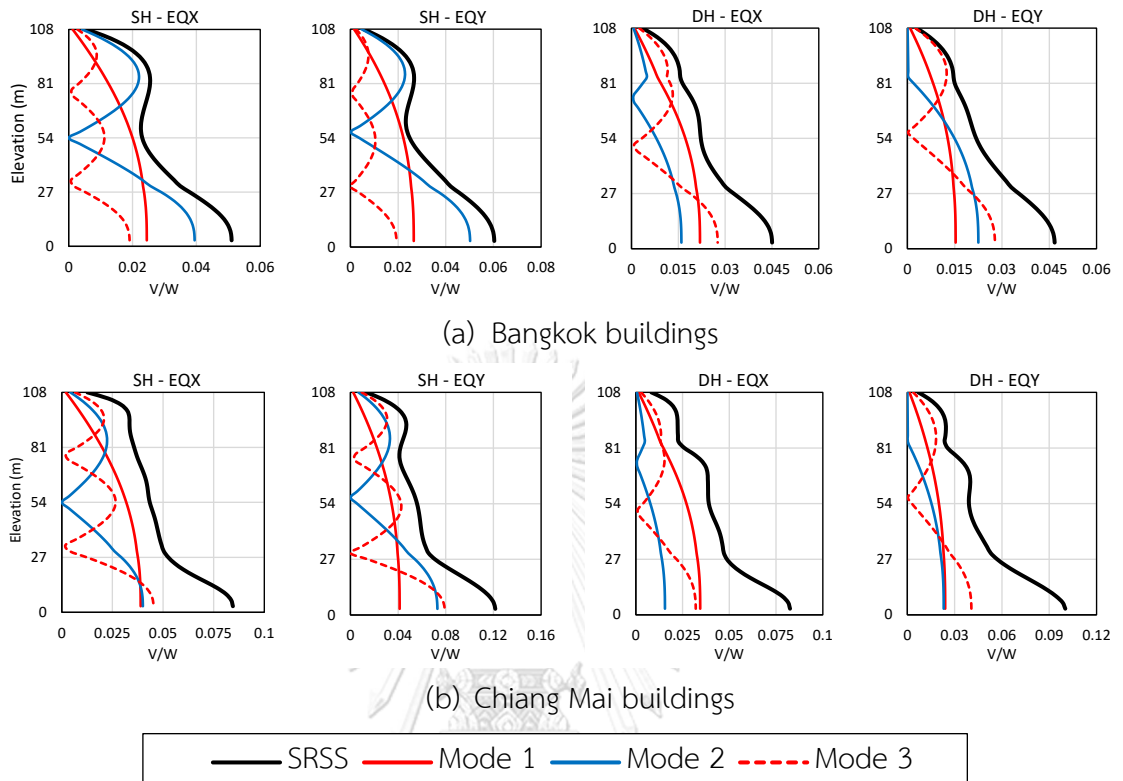 SH - EQX
SH - EQY
DH - EQX
DH - EQY
Elevation (m)
108
81
54
27
0
0 0.02 0.04 0.06
V/W
108
81
54
27
0
0 0.02 0.04 0.06 0.08
V/W
108
81
54
27
0
0 0.015 0.03 0.045 0.06
V/W
108
81
54
27
0
0 0.015 0.03 0.045 0.06
V/W
(a) Bangkok buildings
SH - EQX
SH - EQY
DH - EQX
DH - EQY
Elevation (m)
108
81
54
27
0
0 0.025 0.05 0.075 0.1
V/W
108
81
54
27
0
0 0.04 0.08 0.12 0.16
V/W
108
81
54
27
0
0 0.025 0.05 0.075 0.1
V/W
108
81
54
27
0
0 0.03 0.06 0.09 0.12
V/W
(b) Chiang Mai buildings
SRSS Mode 1 Mode 2 Mode 3